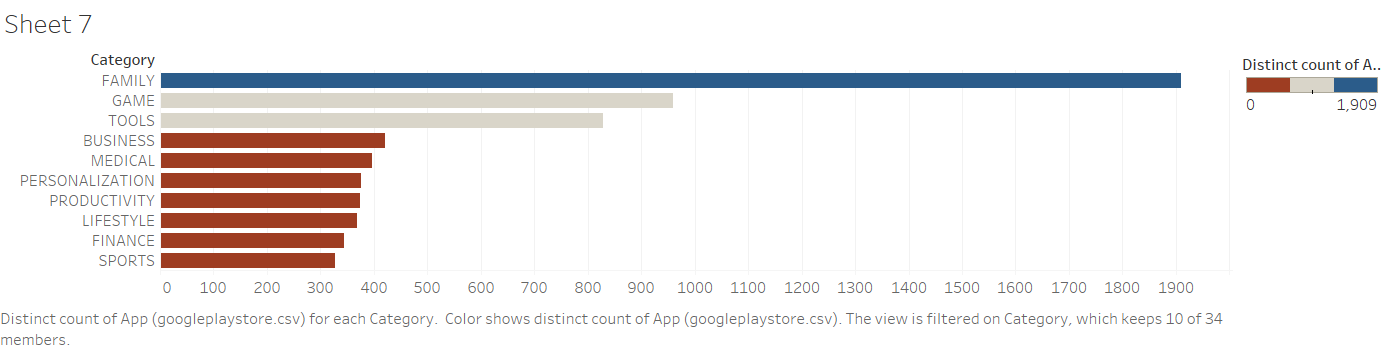 Sheet 7
Category
FAMILY
GAME
TOOLS
BUSINESS
MEDICAL
PERSONALIZATION
PRODUCTIVITY
LIFESTYLE
FINANCE
SPORTS
0 100 200 300 400 500 600 700 800 900 1000 1100 1200 1300 1400 1500 1600 1700 1800 1900
Distinct count of A..
0 1,909
Distinct count of App (googleplaystore.csv) for each Category. Color shows distinct count of App (googleplaystore.csv). The view is filtered on Category, which keeps 10 of 34
members.